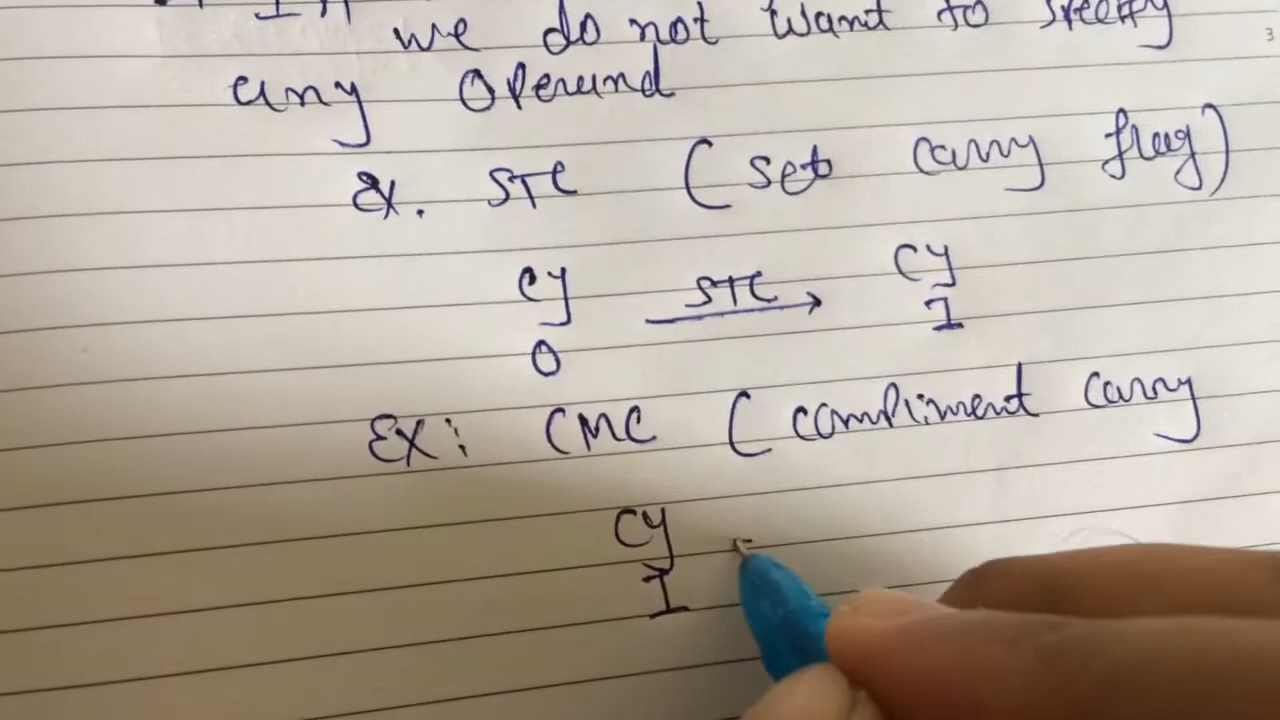 we do not want to specify
any operand
Ex. STC (set carry flag)
Cy STC Cy
0 1
Ex: CMC (compliment carry
Cy -
1
3